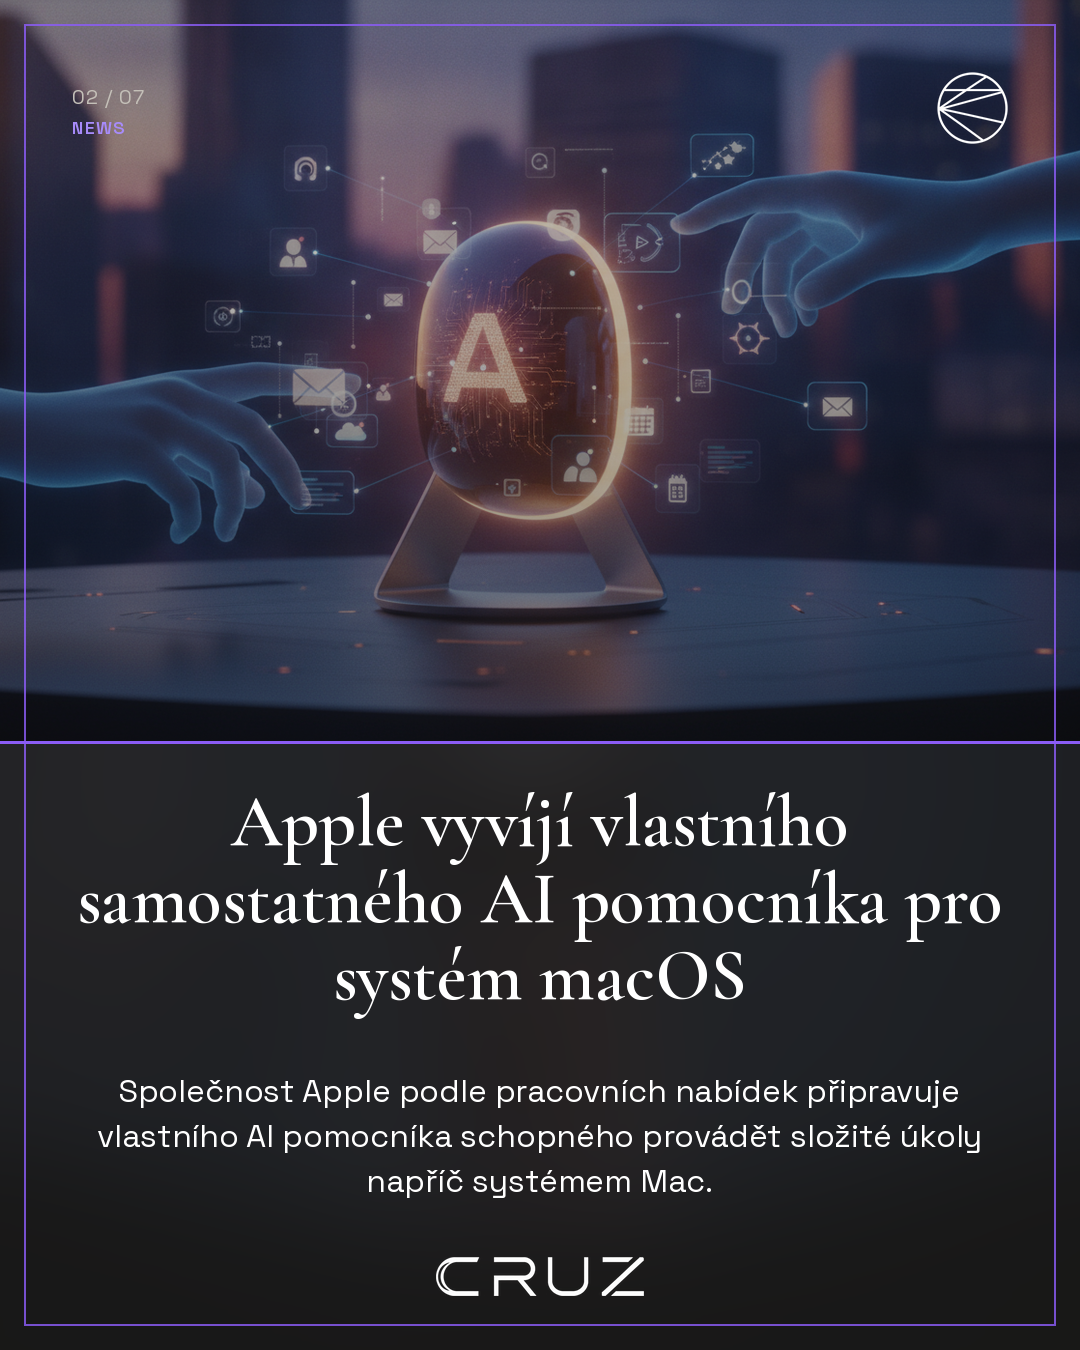 02 / 07
NEWS
A
Apple vyvíjí vlastního
samostatného AI pomocníka pro
systém macOS
Společnost Apple podle pracovních nabídek připravuje
vlastního AI pomocníka schopného provádět složité úkoly
napříč systémem Mac.
CRUZ